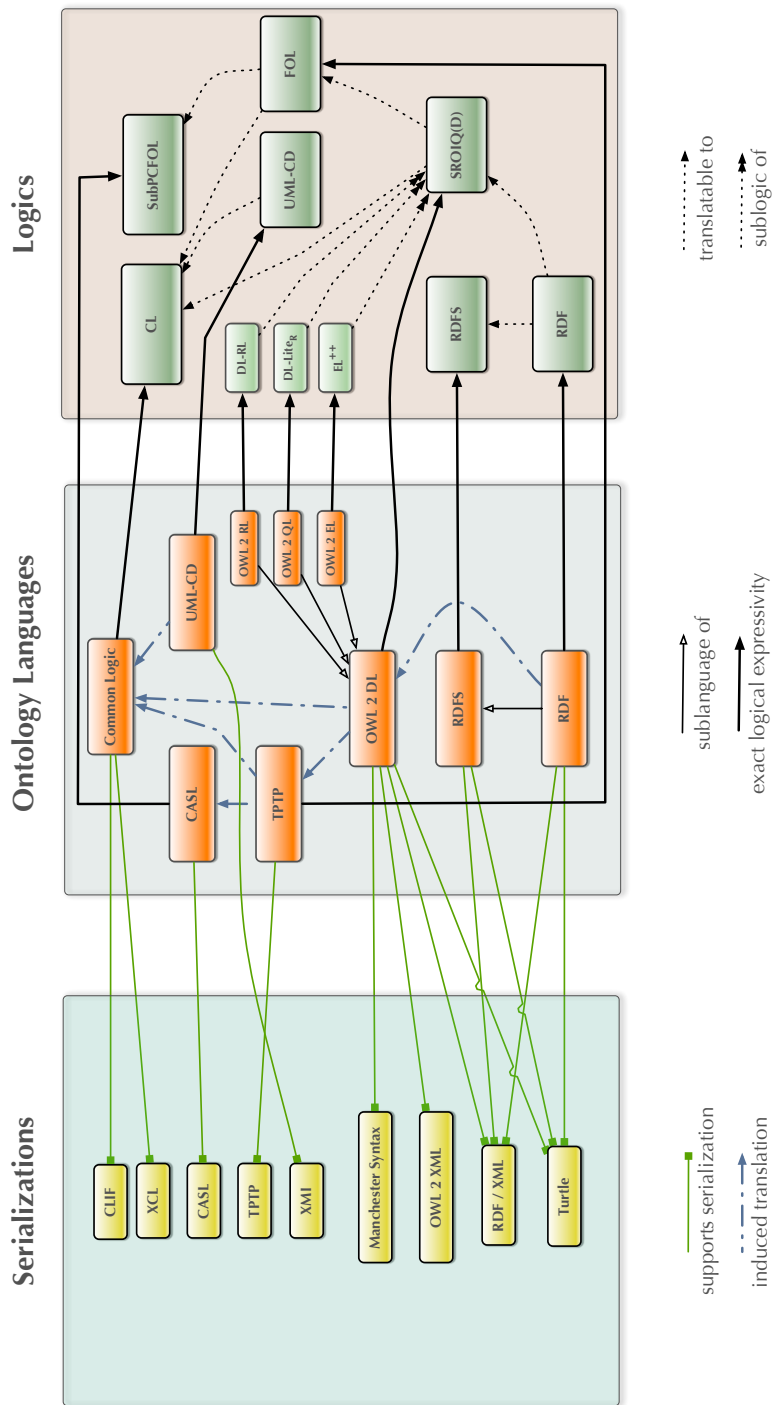 Serializations
Ontology Languages
Logics
CLIF
XCL
CASL
TPTP
XMI
Manchester Syntax
OWL 2 XML
RDF / XML
Turtle
Common Logic
UML-CD
CASL
TPTP
OWL 2 RL
OWL 2 QL
OWL 2 EL
OWL 2 DL
RDFS
RDF
SubPCFOL
CL
FOL
UML-CD
DL-RL
DL-LiteR
EL++
SROIQ(D)
RDFS
RDF
supports serialization
induced translation
sublanguage of
exact logical expressivity
translatable to
sublogic of